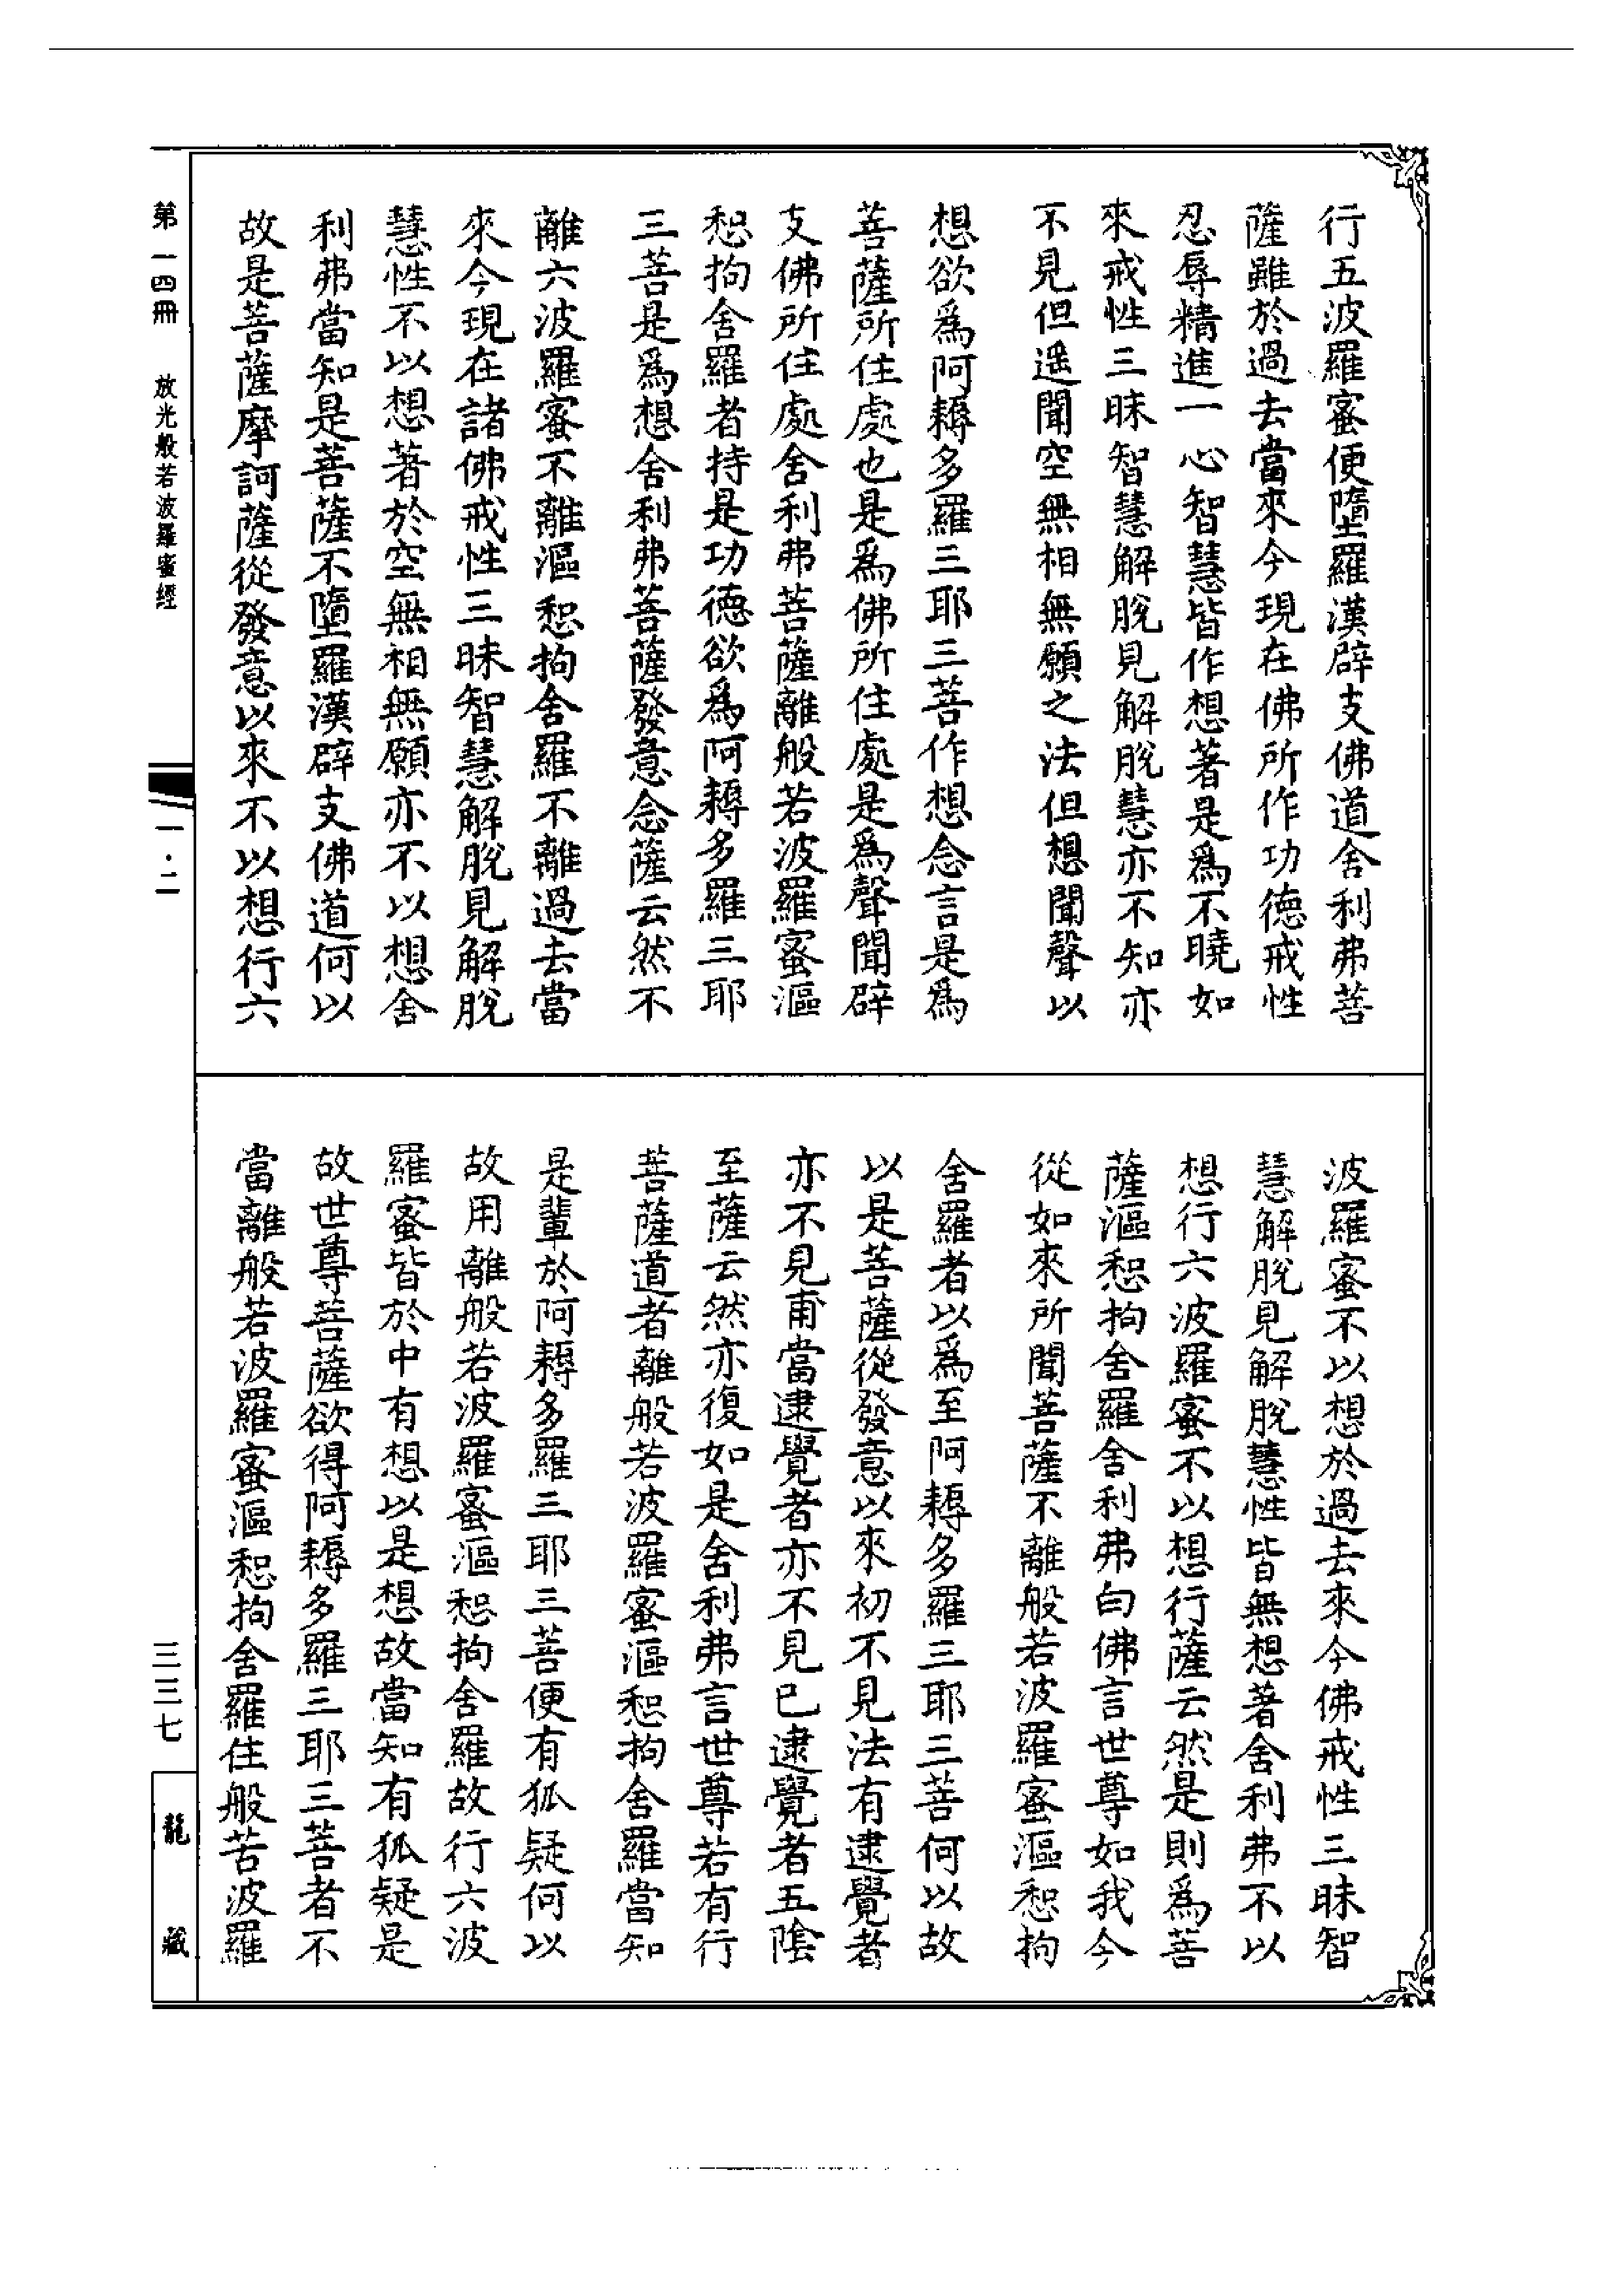 行五波羅蜜便墮羅漢辟支佛道舍利弗菩
薩雖於過去當來今現在佛所作功德戒性
忍辱精進一心智慧皆作想著是為不曉如
來戒性三昧智慧解脫見解脫慧亦不知亦
不見但遥聞空無相無願之法但想聞聲以
想欲為阿耨多羅三耶三菩作想念言是為
菩薩所住處也是為佛所住處是為聲聞辟
支佛所住處舍利弗菩薩離般若波羅蜜漚
惒拘舍羅者持是功德欲為阿耨多羅三耶
三菩是為想舍利弗菩薩發意念薩云然不
離六波羅蜜不離漚惒拘舍羅不離過去當
來今現在諸佛戒性三昧智慧解脫見解脫
慧性不以想著於空無相無願亦不以想舍
利弗當知是菩薩不墮羅漢辟支佛道何以
故是菩薩摩訶薩從發意以來不以想行六
波羅蜜不以想於過去來今佛戒性三昧智
慧解脫見解脫慧性皆無想著舍利弗不以
想行六波羅蜜不以想行薩云然是則為菩
薩漚惒拘舍羅舍利弗白佛言世尊如我今
從如來所聞菩薩不離般若波羅蜜漚惒拘
舍羅者以為至阿耨多羅三耶三菩何以故
以是菩薩從發意以來初不見法有逮覺者
亦不見甫當逮覺者亦不見已逮覺者五陰
至薩云然亦復如是舍利弗言世尊若有行
菩薩道者離般若波羅蜜漚惒拘舍羅當知
是輩於阿耨多羅三耶三菩便有狐疑何以
故用離般若波羅蜜漚惒拘舍羅故行六波
羅蜜皆於中有想以是想故當知有狐疑是
故世尊菩薩欲得阿耨多羅三耶三菩者不
當離般若波羅蜜漚惒拘舍羅住般若波羅
第一四冊 放光般若波羅蜜經
一·二
三三七
龍藏